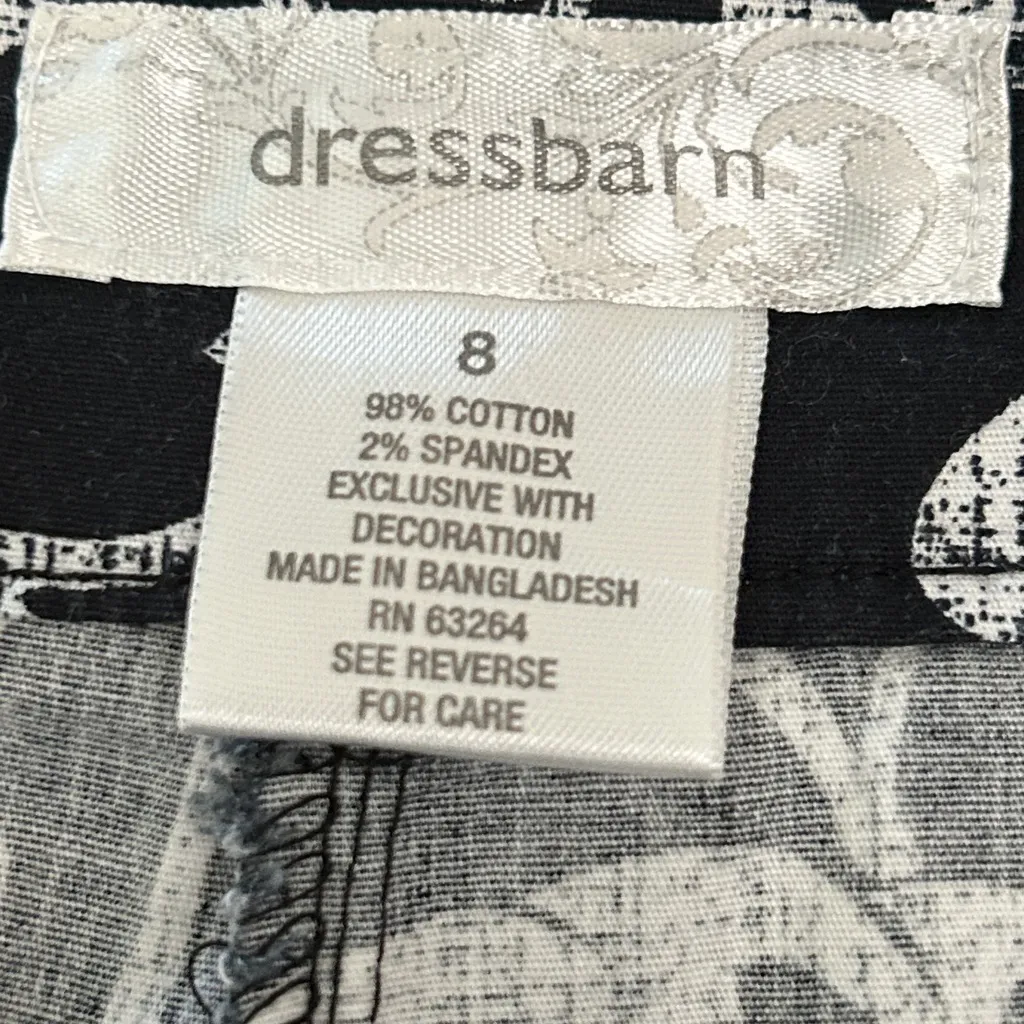 dressbarn
8
98% COTTON
2% SPANDEX
EXCLUSIVE WITH
DECORATION
MADE IN BANGLADESH
RN 63264
SEE REVERSE
FOR CARE